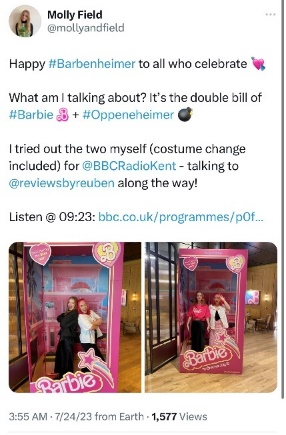 Molly Field
@mollyandfield
Happy #Barbenheimer to all who celebrate 💘
What am I talking about? It's the double bill of
#Barbie + #Oppeneheimer 💣
I tried out the two myself (costume change
included) for @BBCRadioKent - talking to
@reviewsbyreuben along the way!
Listen @ 09:23: bbc.co.uk/programmes/p0f...
Barbie
Barbie
3:55 AM · 7/24/23 from Earth · 1,577 Views